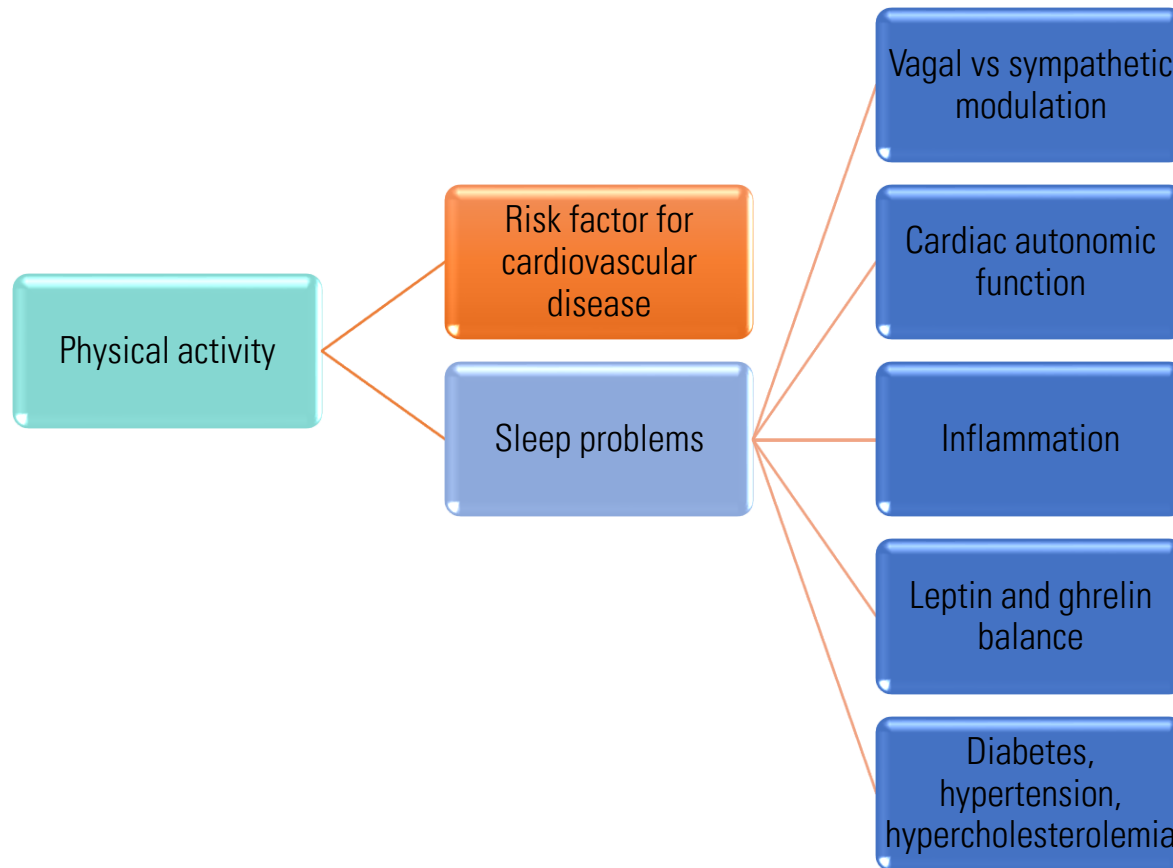 Physical activity
Risk factor for
cardiovascular
disease
Sleep problems
Vagal vs sympathetic
modulation
Cardiac autonomic
function
Inflammation
Leptin and ghrelin
balance
Diabetes,
hypertension,
hypercholesterolemia